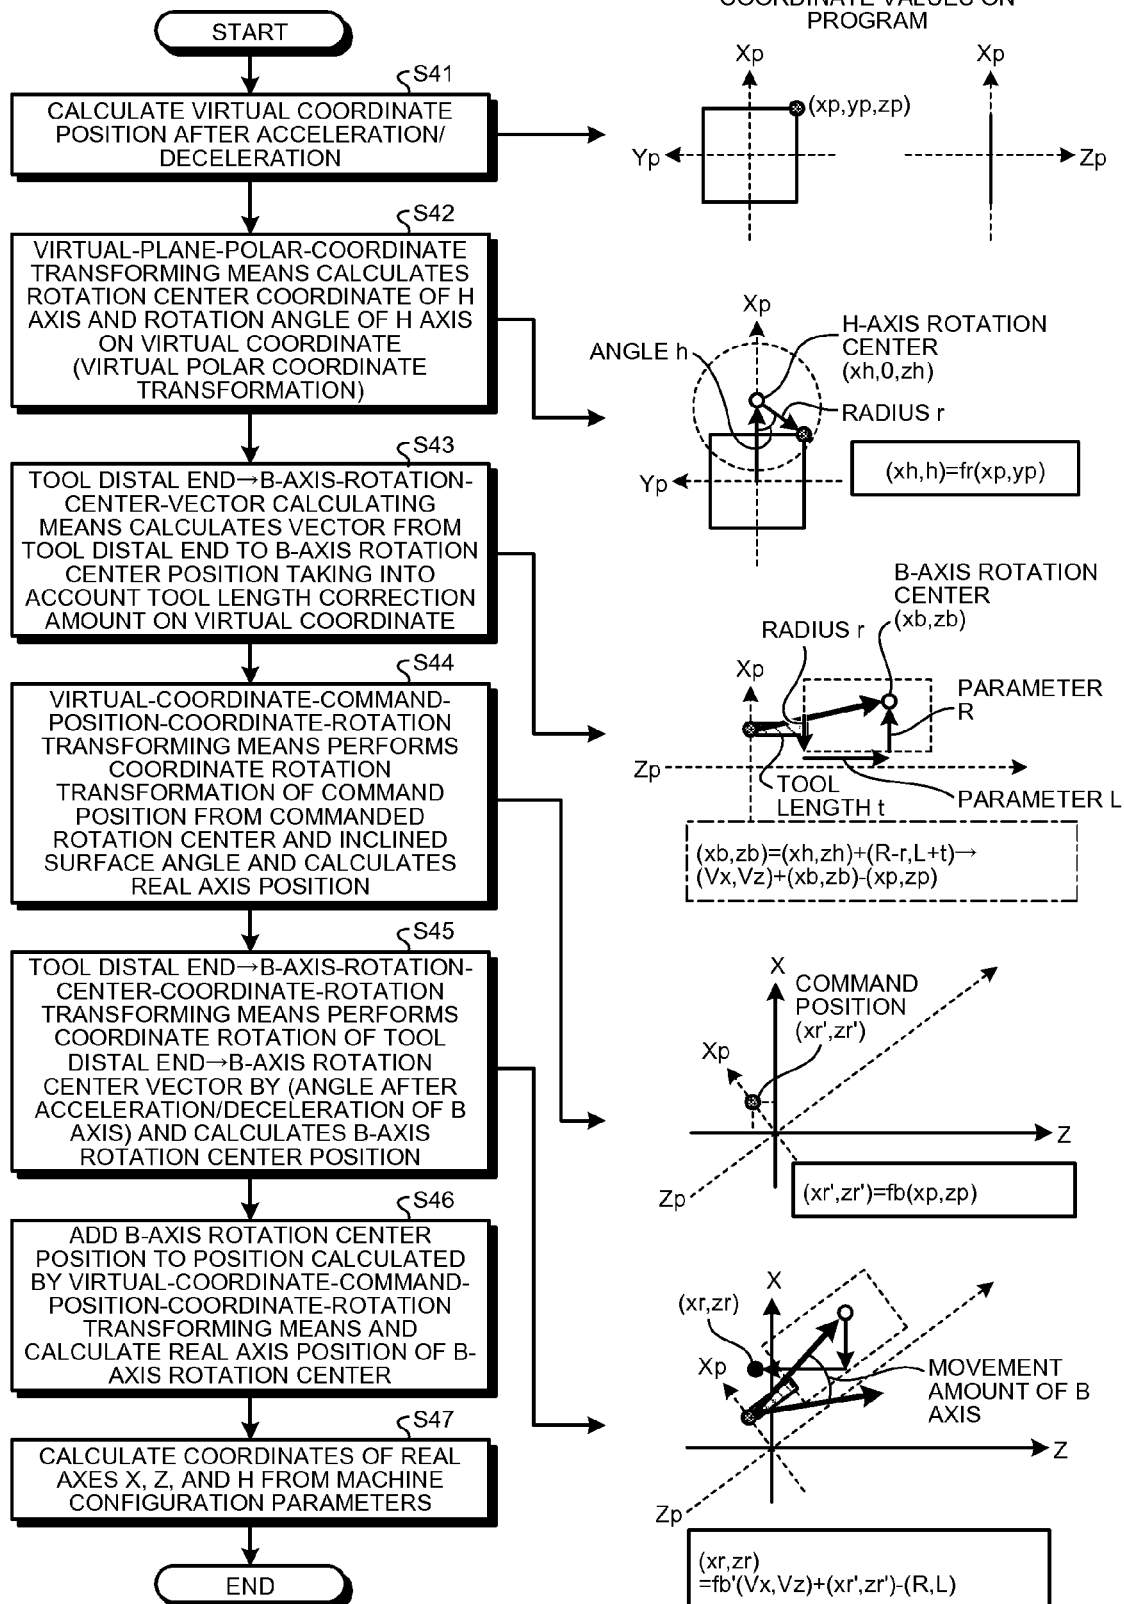 START
S41
CALCULATE VIRTUAL COORDINATE
POSITION AFTER ACCELERATION/
DECELERATION
S42
VIRTUAL-PLANE-POLAR-COORDINATE
TRANSFORMING MEANS CALCULATES
ROTATION CENTER COORDINATE OF H
AXIS AND ROTATION ANGLE OF H AXIS
ON VIRTUAL COORDINATE
(VIRTUAL POLAR COORDINATE
TRANSFORMATION)
S43
TOOL DISTAL END→B-AXIS-ROTATION-
CENTER-VECTOR CALCULATING
MEANS CALCULATES VECTOR FROM
TOOL DISTAL END TO B-AXIS ROTATION
CENTER POSITION TAKING INTO
ACCOUNT TOOL LENGTH CORRECTION
AMOUNT ON VIRTUAL COORDINATE
S44
VIRTUAL-COORDINATE-COMMAND-
POSITION-COORDINATE-ROTATION
TRANSFORMING MEANS PERFORMS
COORDINATE ROTATION
TRANSFORMATION OF COMMAND
POSITION FROM COMMANDED
ROTATION CENTER AND INCLINED
SURFACE ANGLE AND CALCULATES
REAL AXIS POSITION
S45
TOOL DISTAL END→B-AXIS-ROTATION-
CENTER-COORDINATE-ROTATION
TRANSFORMING MEANS PERFORMS
COORDINATE ROTATION OF TOOL
DISTAL END→B-AXIS ROTATION
CENTER VECTOR BY (ANGLE AFTER
ACCELERATION/DECELERATION OF B
AXIS) AND CALCULATES B-AXIS
ROTATION CENTER POSITION
S46
ADD B-AXIS ROTATION CENTER
POSITION TO POSITION CALCULATED
BY VIRTUAL-COORDINATE-COMMAND-
POSITION-COORDINATE-ROTATION
TRANSFORMING MEANS AND
CALCULATE REAL AXIS POSITION OF B-
AXIS ROTATION CENTER
S47
CALCULATE COORDINATES OF REAL
AXES X, Z, AND H FROM MACHINE
CONFIGURATION PARAMETERS
END
COORDINATE VALUES ON
PROGRAM
Xp
Xp
(xp,yp,zp)
Yp
Zp
Xp
H-AXIS ROTATION
CENTER
(xh,0,zh)
ANGLE h
RADIUS r
Yp
(xh,h)=fr(xp,yp)
B-AXIS ROTATION
CENTER
(xb,zb)
RADIUS r
Xp
PARAMETER
R
Zp
TOOL
LENGTH t
PARAMETER L
(xb,zb)=(xh,zh)+(R-r,L+t)→
(Vx,Vz)+(xb,zb)-(xp,zp)
X
COMMAND
POSITION
(xr',zr')
Xp
Z
Zp
(xr',zr')=fb(xp,zp)
X
(xr,zr)
Xp
MOVEMENT
AMOUNT OF B
AXIS
Z
Zp
(xr,zr)
=fb'(Vx,Vz)+(xr',zr')-(R,L)